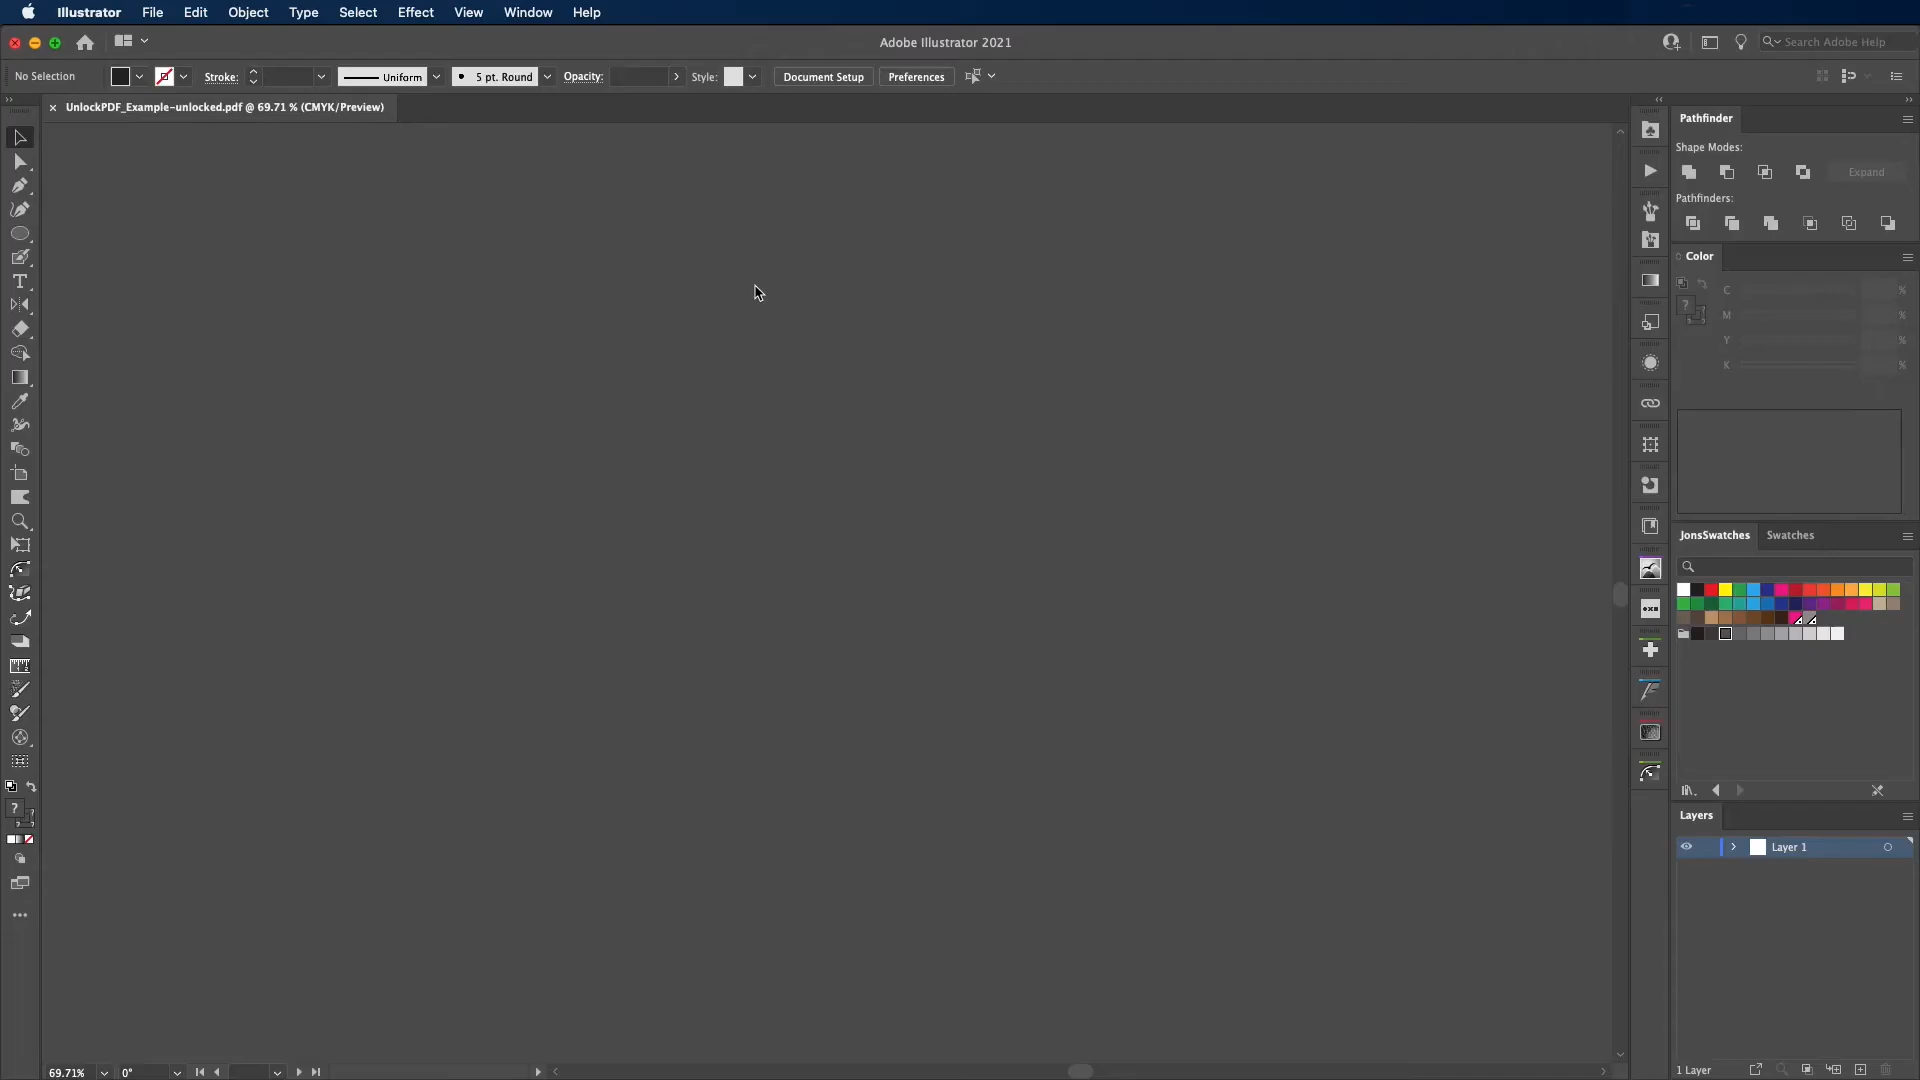 Illustrator File Edit Object Type Select Effect View Window Help
Adobe Illustrator 2021
Search Adobe Help
No Selection
Stroke:
Uniform
5 pt. Round
Opacity:
Style:
Document Setup
Preferences
UnlockPDF_Example-unlocked.pdf @ 69.71 % (CMYK/Preview)
Pathfinder
Shape Modes:
Expand
Pathfinders:
Color
C %
M %
Y %
K %
JonsSwatches Swatches
Layers
Layer 1
1 Layer
69.71%
0°